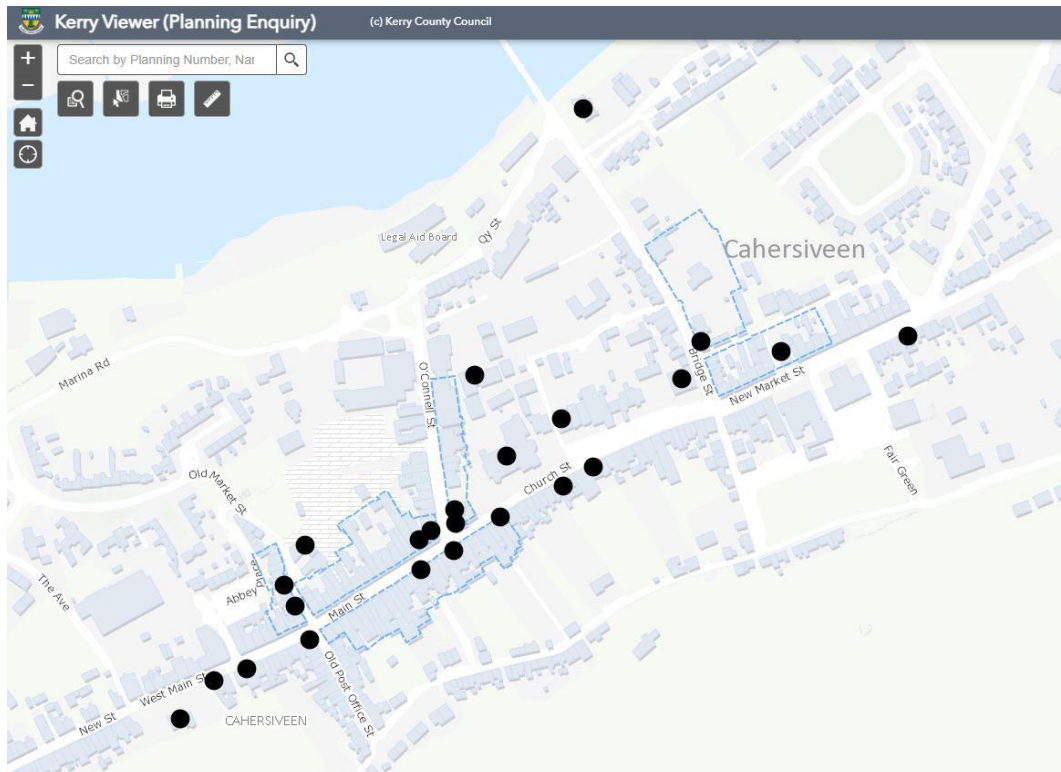 Kerry Viewer (Planning Enquiry)
(c) Kerry County Council
+
Search by Planning Number, Nar
−
Legal Aid Board
Qy St
Cahersiveen
Marina Rd
O'Connell St
Bridge St
New Market St
Old Market St
Church St
Fair Green
The Ave
Abbey
Place
Main St
West Main St
Old Post Office St
New St
CAHERSIVEEN